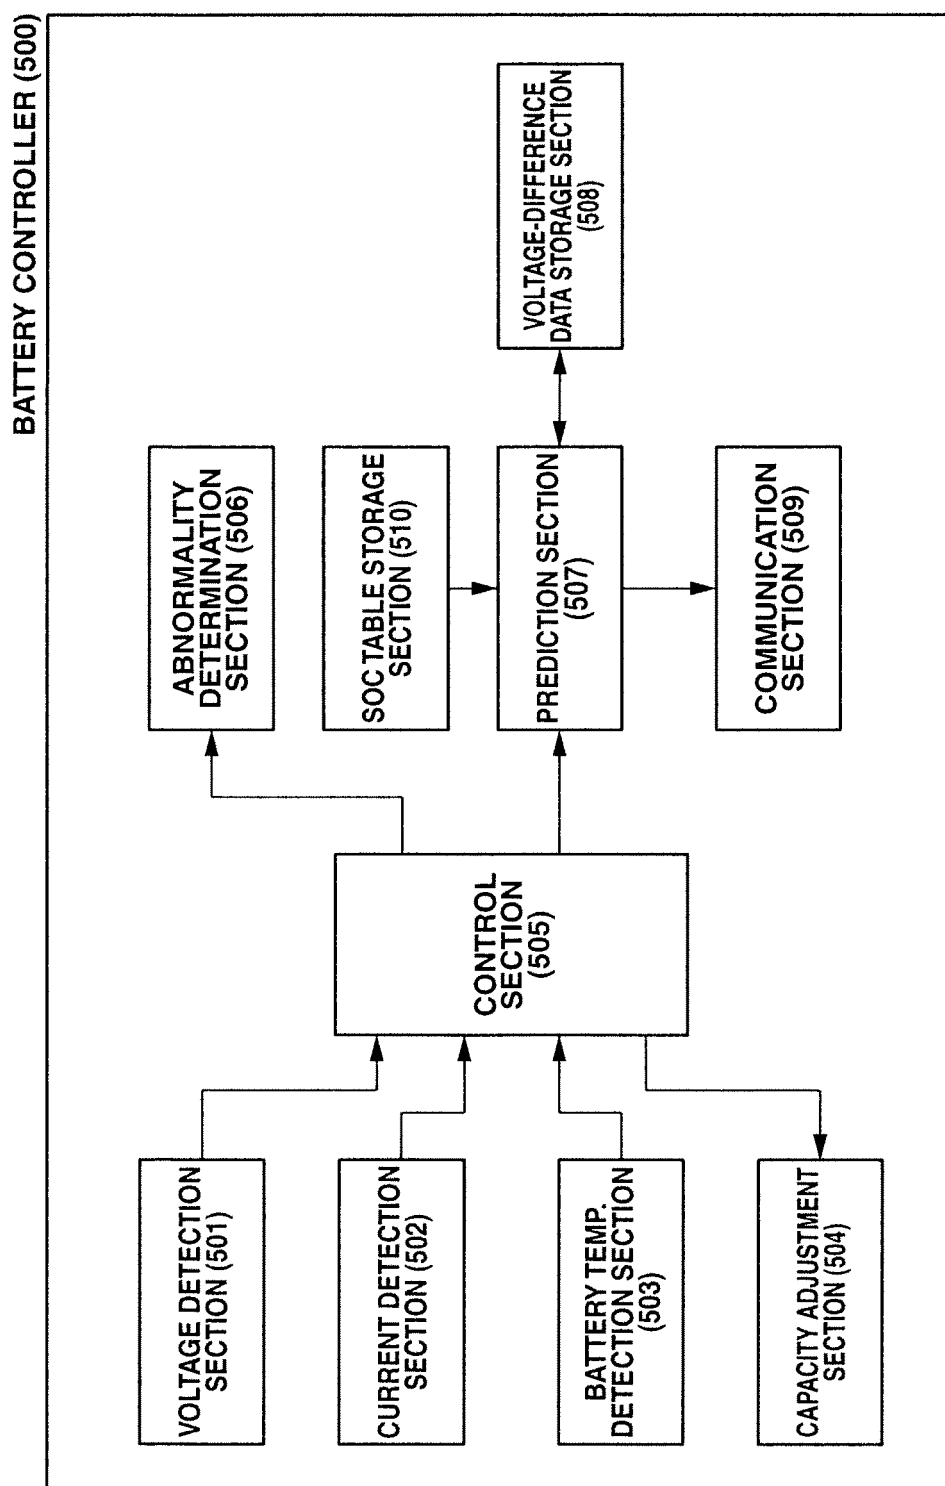 BATTERY CONTROLLER (500)
VOLTAGE DETECTION
SECTION (501)
CURRENT DETECTION
SECTION (502)
BATTERY TEMP.
DETECTION SECTION
(503)
CAPACITY ADJUSTMENT
SECTION (504)
CONTROL
SECTION
(505)
ABNORMALITY
DETERMINATION
SECTION (506)
SOC TABLE STORAGE
SECTION (510)
PREDICTION SECTION
(507)
COMMUNICATION
SECTION (509)
VOLTAGE-DIFFERENCE
DATA STORAGE SECTION
(508)